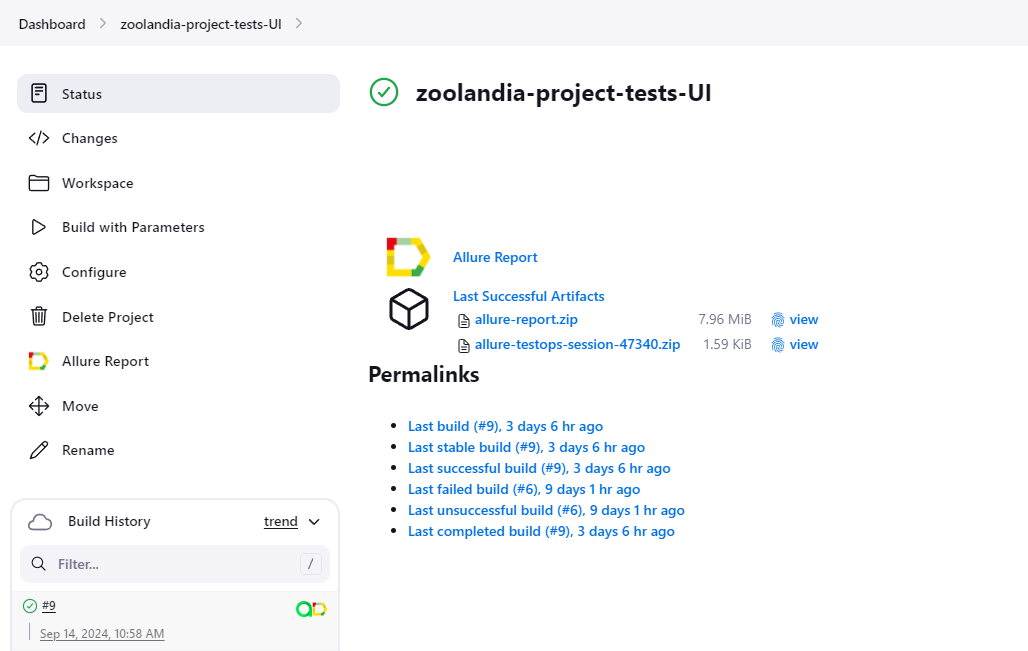 Dashboard > zoolandia-project-tests-UI >
Status
Changes
Workspace
Build with Parameters
Configure
Delete Project
Allure Report
Move
Rename
Build History trend
Filter... /
#9
Sep 14, 2024, 10:58 AM
zoolandia-project-tests-UI
Allure Report
Last Successful Artifacts
allure-report.zip 7.96 MiB view
allure-testops-session-47340.zip 1.59 KiB view
Permalinks
Last build (#9), 3 days 6 hr ago
Last stable build (#9), 3 days 6 hr ago
Last successful build (#9), 3 days 6 hr ago
Last failed build (#6), 9 days 1 hr ago
Last unsuccessful build (#6), 9 days 1 hr ago
Last completed build (#9), 3 days 6 hr ago